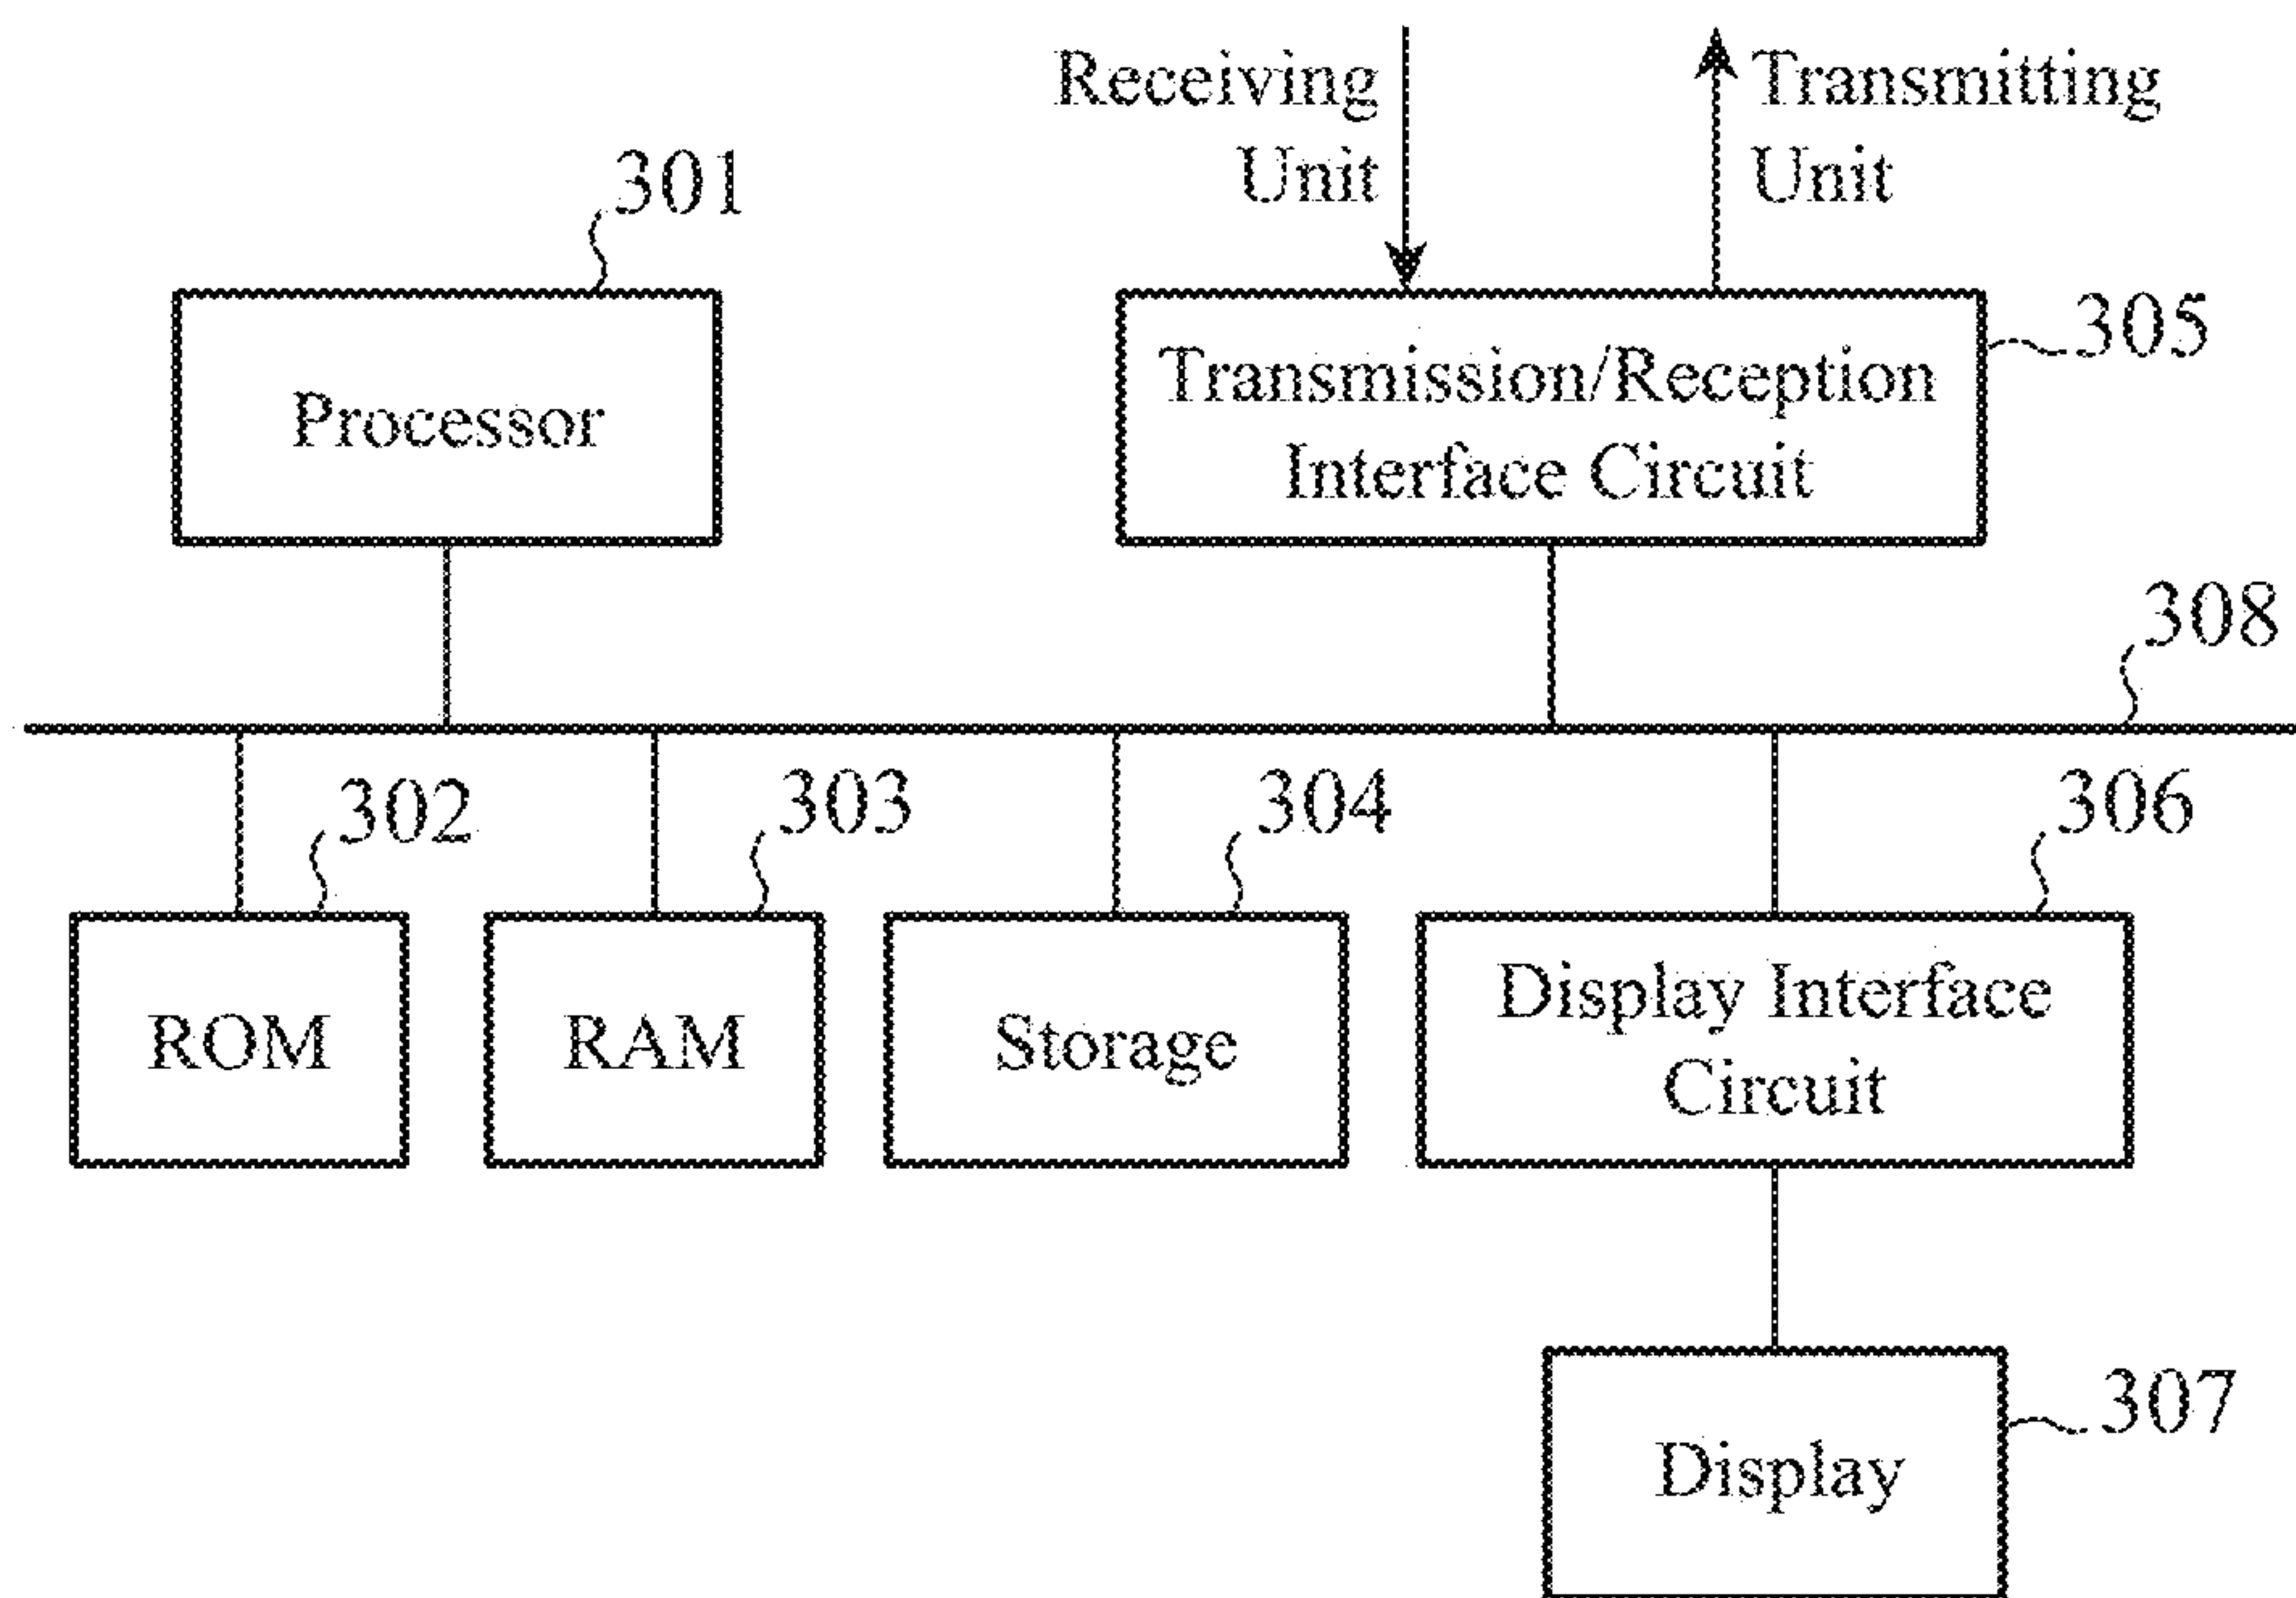 Receiving
Unit
Transmitting
Unit
301
Processor
305
Transmission/Reception
Interface Circuit
308
302
ROM
303
RAM
304
Storage
306
Display Interface
Circuit
307
Display